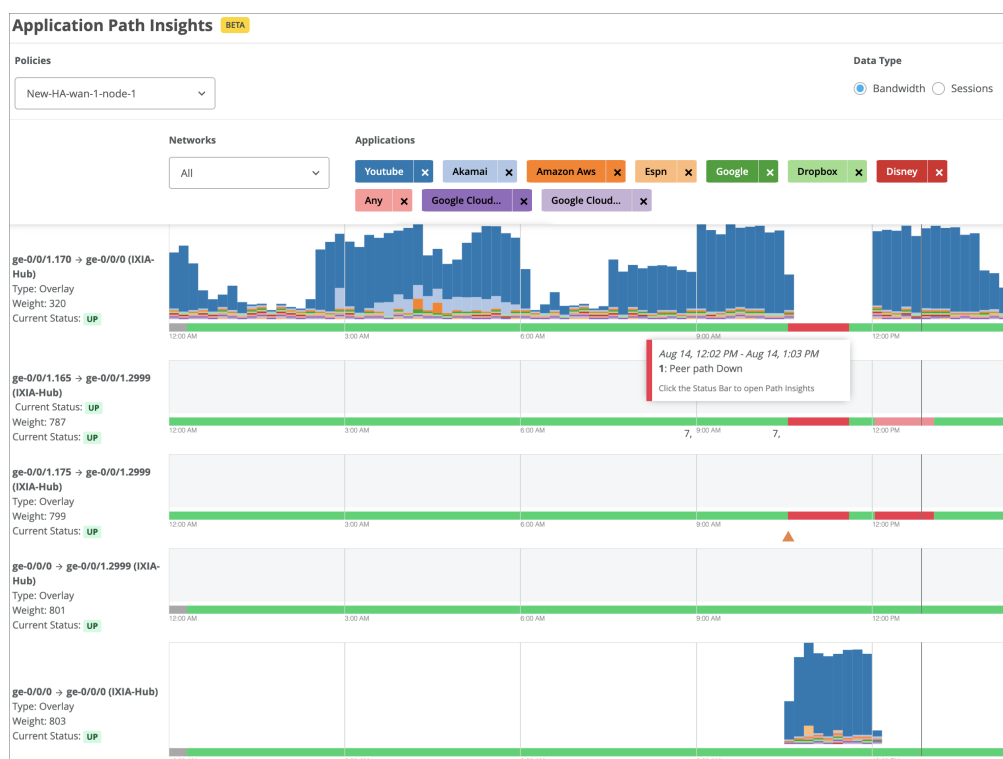 Application Path Insights BETA
Policies
Data Type
New-HA-wan-1-node-1
Bandwidth Sessions
Networks
Applications
All
Youtube × Akamai × Amazon Aws × Espn × Google × Dropbox × Disney ×
Any × Google Cloud... × Google Cloud... ×
ge-0/0/1.170 → ge-0/0/0 (IXIA-
Hub)
Type: Overlay
Weight: 320
Current Status: UP
12:00 AM 3:00 AM 6:00 AM 9:00 AM 12:00 PM
Aug 14, 12:02 PM - Aug 14, 1:03 PM
1: Peer path Down
Click the Status Bar to open Path Insights
ge-0/0/1.165 → ge-0/0/1.2999
(IXIA-Hub)
Current Status: UP
Weight: 787
Current Status: UP
12:00 AM 3:00 AM 6:00 AM 9:00 AM 12:00 PM
7, 7,
ge-0/0/1.175 → ge-0/0/1.2999
(IXIA-Hub)
Type: Overlay
Weight: 799
Current Status: UP
12:00 AM 3:00 AM 6:00 AM 9:00 AM 12:00 PM
ge-0/0/0 → ge-0/0/1.2999 (IXIA-
Hub)
Type: Overlay
Weight: 801
Current Status: UP
12:00 AM 3:00 AM 6:00 AM 9:00 AM 12:00 PM
ge-0/0/0 → ge-0/0/0 (IXIA-Hub)
Type: Overlay
Weight: 803
Current Status: UP